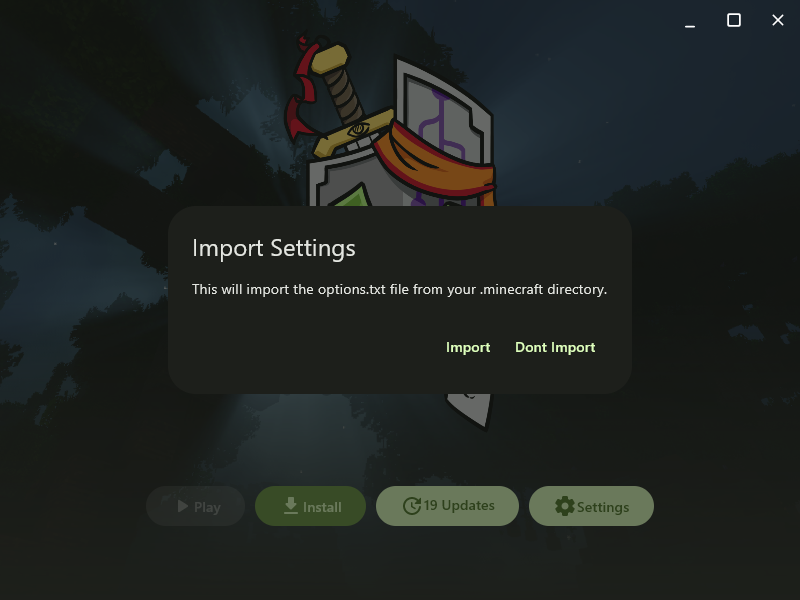 Import Settings
This will import the options.txt file from your .minecraft directory.
Import
Dont Import
Play
Install
19 Updates
Settings